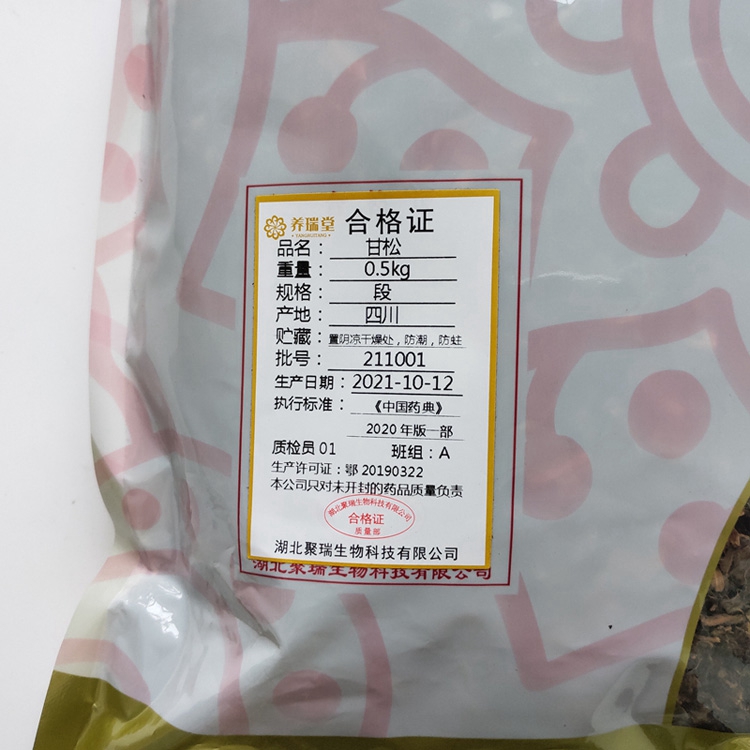 养瑞堂 合格证
YANGRUITANG
品名：甘松
重量：0.5kg
规格：段
产地：四川
贮藏：置阴凉干燥处，防潮，防蛀
批号：211001
生产日期：2021-10-12
执行标准：《中国药典》
2020年版一部
质检员 01 班组：A
生产许可证：鄂 20190322
本公司只对未开封的药品质量负责
湖北聚瑞生物科技有限公司
合格证
质量部
湖北聚瑞生物科技有限公司
湖北聚瑞生物科技有限公司